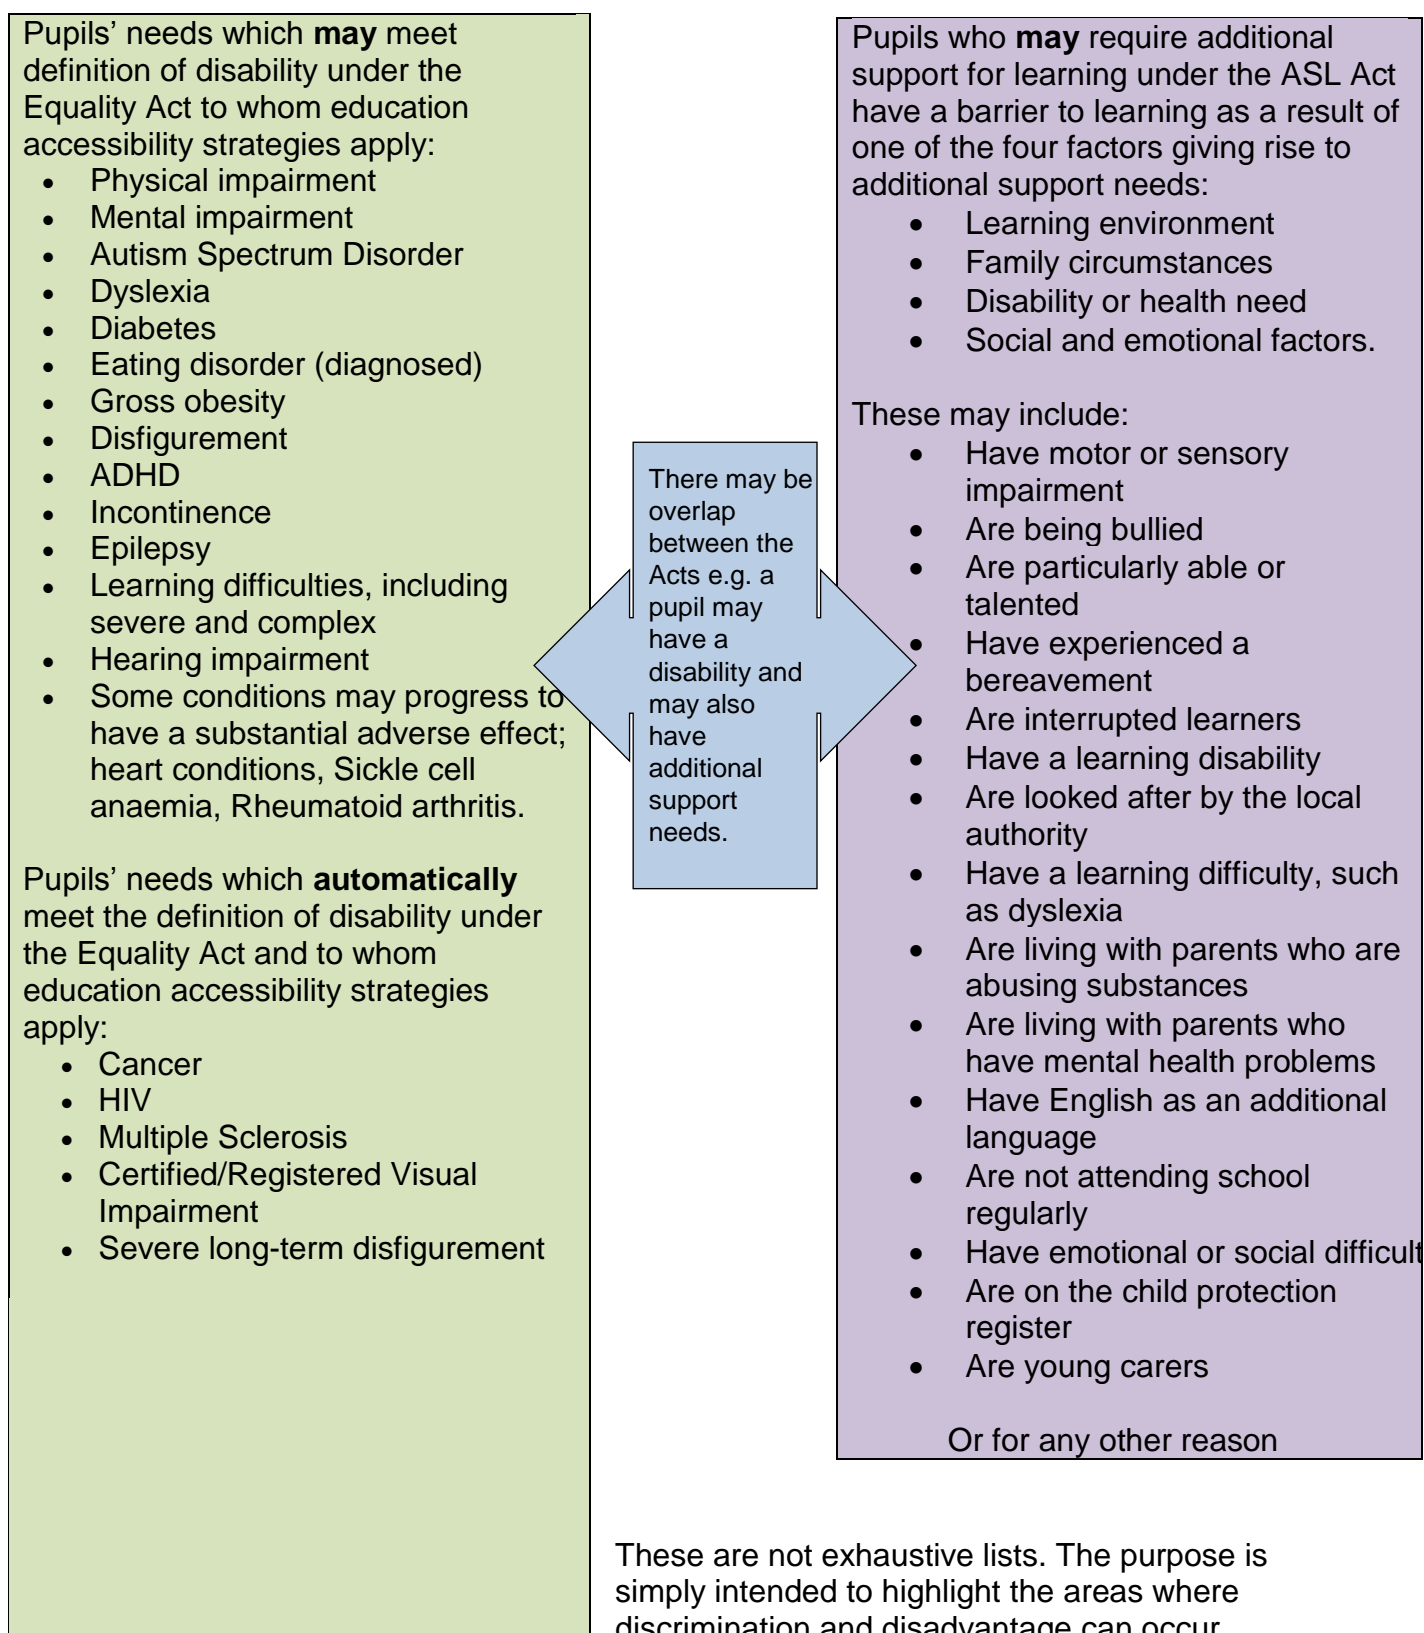 Pupils’ needs which may meet
definition of disability under the
Equality Act to whom education
accessibility strategies apply:
• Physical impairment
• Mental impairment
• Autism Spectrum Disorder
• Dyslexia
• Diabetes
• Eating disorder (diagnosed)
• Gross obesity
• Disfigurement
• ADHD
• Incontinence
• Epilepsy
• Learning difficulties, including
severe and complex
• Hearing impairment
• Some conditions may progress to
have a substantial adverse effect;
heart conditions, Sickle cell
anaemia, Rheumatoid arthritis.
Pupils’ needs which automatically
meet the definition of disability under
the Equality Act and to whom
education accessibility strategies
apply:
• Cancer
• HIV
• Multiple Sclerosis
• Certified/Registered Visual
Impairment
• Severe long-term disfigurement
There may be
overlap
between the
Acts e.g. a
pupil may
have a
disability and
may also
have
additional
support
needs.
Pupils who may require additional
support for learning under the ASL Act
have a barrier to learning as a result of
one of the four factors giving rise to
additional support needs:
• Learning environment
• Family circumstances
• Disability or health need
• Social and emotional factors.
These may include:
• Have motor or sensory
impairment
• Are being bullied
• Are particularly able or
talented
• Have experienced a
bereavement
• Are interrupted learners
• Have a learning disability
• Are looked after by the local
authority
• Have a learning difficulty, such
as dyslexia
• Are living with parents who are
abusing substances
• Are living with parents who
have mental health problems
• Have English as an additional
language
• Are not attending school
regularly
• Have emotional or social difficult
• Are on the child protection
register
• Are young carers
Or for any other reason
These are not exhaustive lists. The purpose is
simply intended to highlight the areas where
discrimination and disadvantage can occur